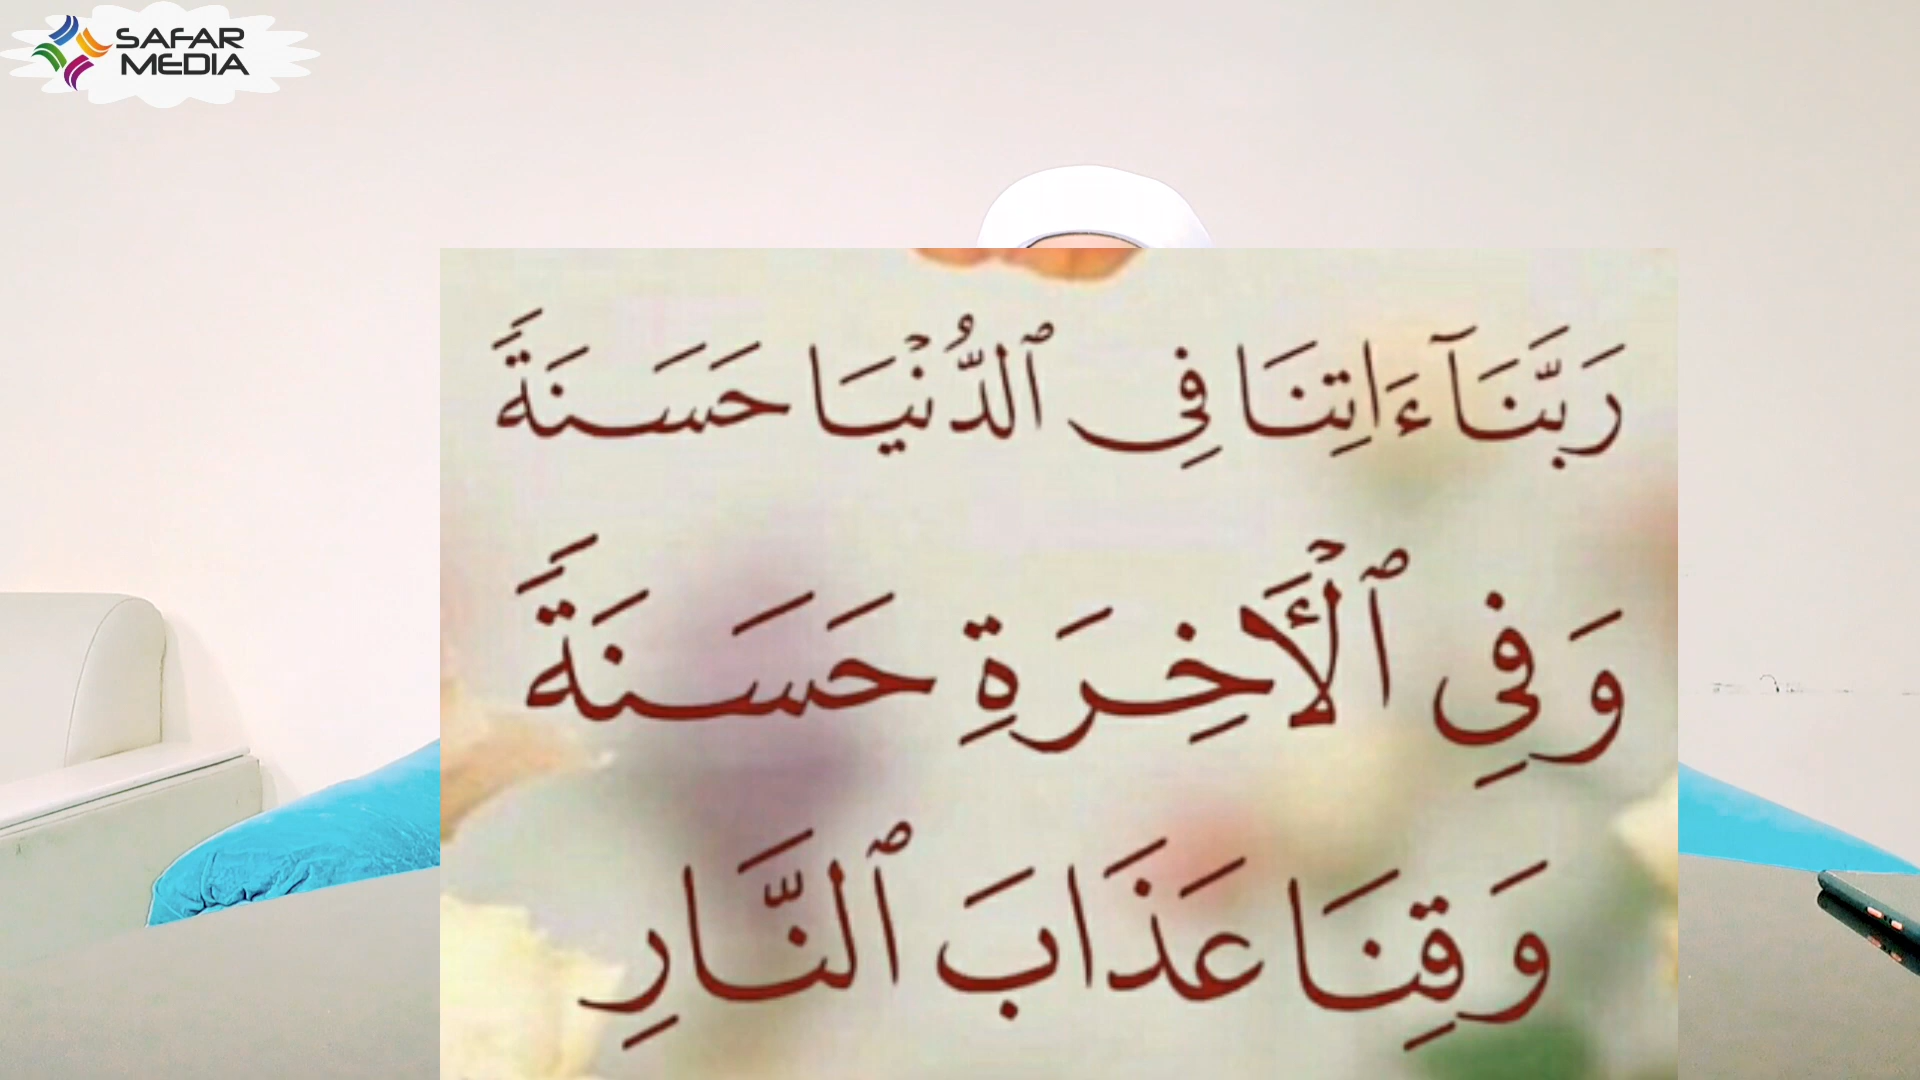 SAFAR
MEDIA
رَبَّنَآ ءَاتِنَا فِى ٱلدُّنْيَا حَسَنَةً
وَفِي ٱلْأَخِرَةِ حَسَنَةً
وَقِنَا عَذَابَ ٱلنَّارِ